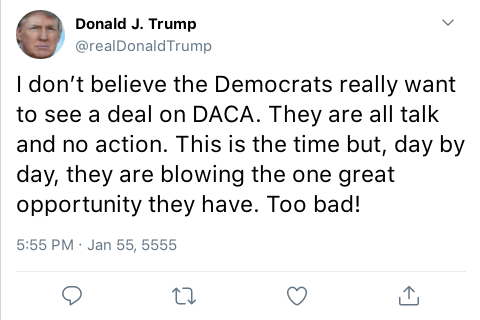 Donald J. Trump
@realDonaldTrump
I don’t believe the Democrats really want
to see a deal on DACA. They are all talk
and no action. This is the time but, day by
day, they are blowing the one great
opportunity they have. Too bad!
5:55 PM · Jan 55, 5555